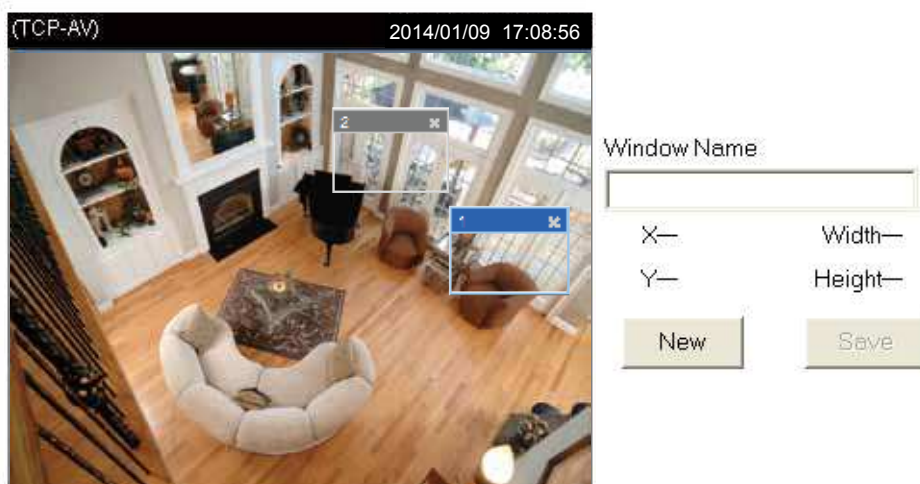 (TCP-AV) 2014/01/09 17:08:56
2
1
Window Name
X— Width—
Y— Height—
New Save